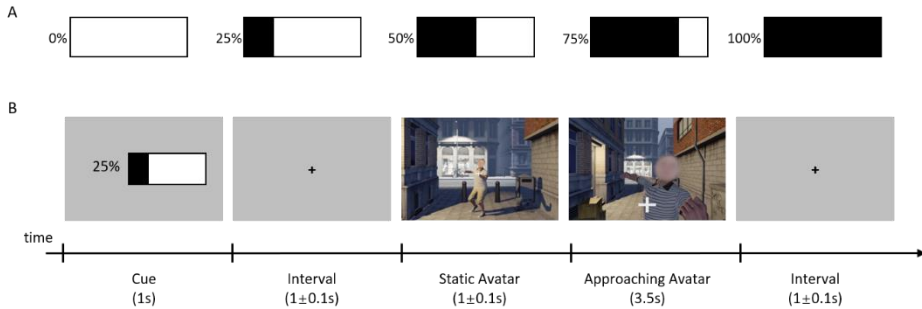 A
0% 25% 50% 75% 100%
B
25%
+ +
time
Cue Interval Static Avatar Approaching Avatar Interval
(1s) (1±0.1s) (1±0.1s) (3.5s) (1±0.1s)